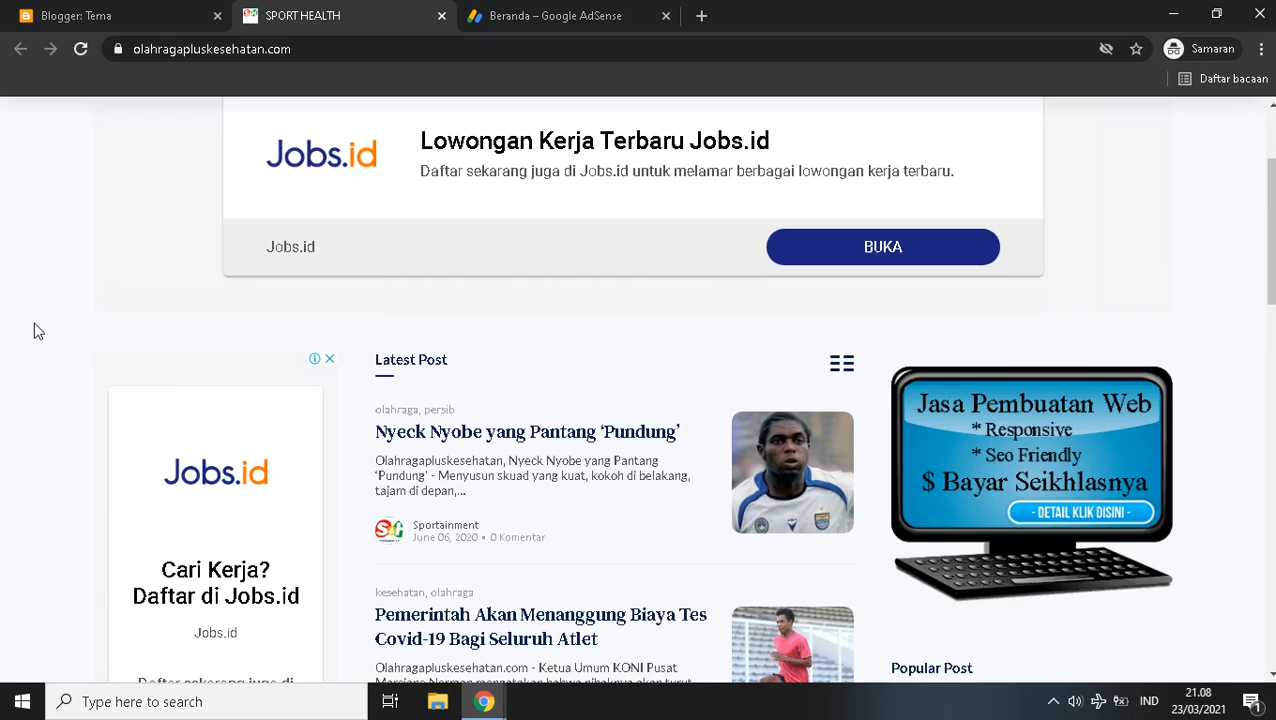 Blogger: Tema
SPORT HEALTH
Beranda – Google AdSense
olahragapluskesehatan.com
Samaran
Daftar bacaan
Jobs.id
Lowongan Kerja Terbaru Jobs.id
Daftar sekarang juga di Jobs.id untuk melamar berbagai lowongan kerja terbaru.
Jobs.id
BUKA
Jobs.id
Cari Kerja?
Daftar di Jobs.id
Jobs.id
Daftar sekarang juga di
Latest Post
olahraga, persib
Nyeck Nyobe yang Pantang ‘Pundung’
Olahragapluskesehatan, Nyeck Nyobe yang Pantang
‘Pundung’ - Menyusun skuad yang kuat, kokoh di belakang,
tajam di depan,...
Sportainment
June 06, 2020 • 0 Komentar
kesehatan, olahraga
Pemerintah Akan Menanggung Biaya Tes
Covid-19 Bagi Seluruh Atlet
Olahragapluskesehatan.com - Ketua Umum KONI Pusat
Jasa Pembuatan Web
* Responsive
* Seo Friendly
$ Bayar Seikhlasnya
- DETAIL KLIK DISINI -
Popular Post
Type here to search
IND
21.08
23/03/2021